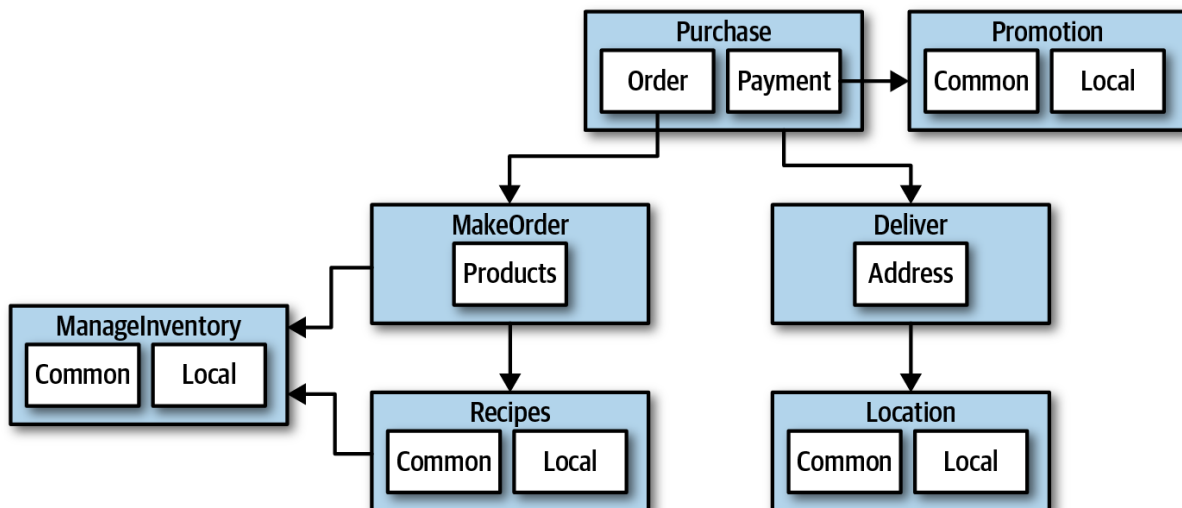 Purchase
Order
Payment
Promotion
Common
Local
MakeOrder
Products
Deliver
Address
ManageInventory
Common
Local
Recipes
Common
Local
Location
Common
Local